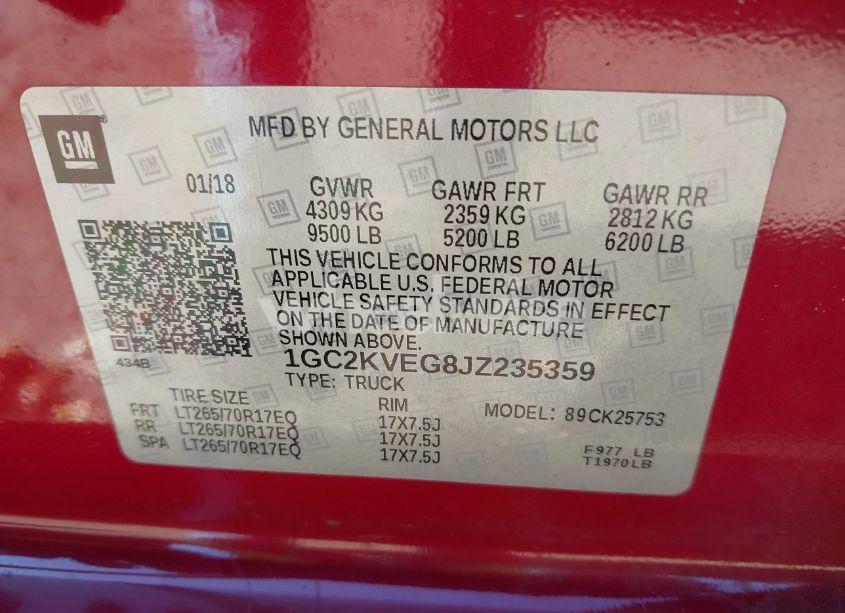 GM
MFD BY GENERAL MOTORS LLC
01/18
GVWR GAWR FRT GAWR RR
4309 KG 2359 KG 2812 KG
9500 LB 5200 LB 6200 LB
THIS VEHICLE CONFORMS TO ALL
APPLICABLE U.S. FEDERAL MOTOR
VEHICLE SAFETY STANDARDS IN EFFECT
ON THE DATE OF MANUFACTURE
SHOWN ABOVE.
434B
1GC2KVEG8JZ235359
TYPE: TRUCK
TIRE SIZE RIM MODEL: 89CK25753
FRT LT265/70R17EQ 17X7.5J
RR LT265/70R17EQ 17X7.5J
SPA LT265/70R17EQ 17X7.5J
F977 LB
T1970LB